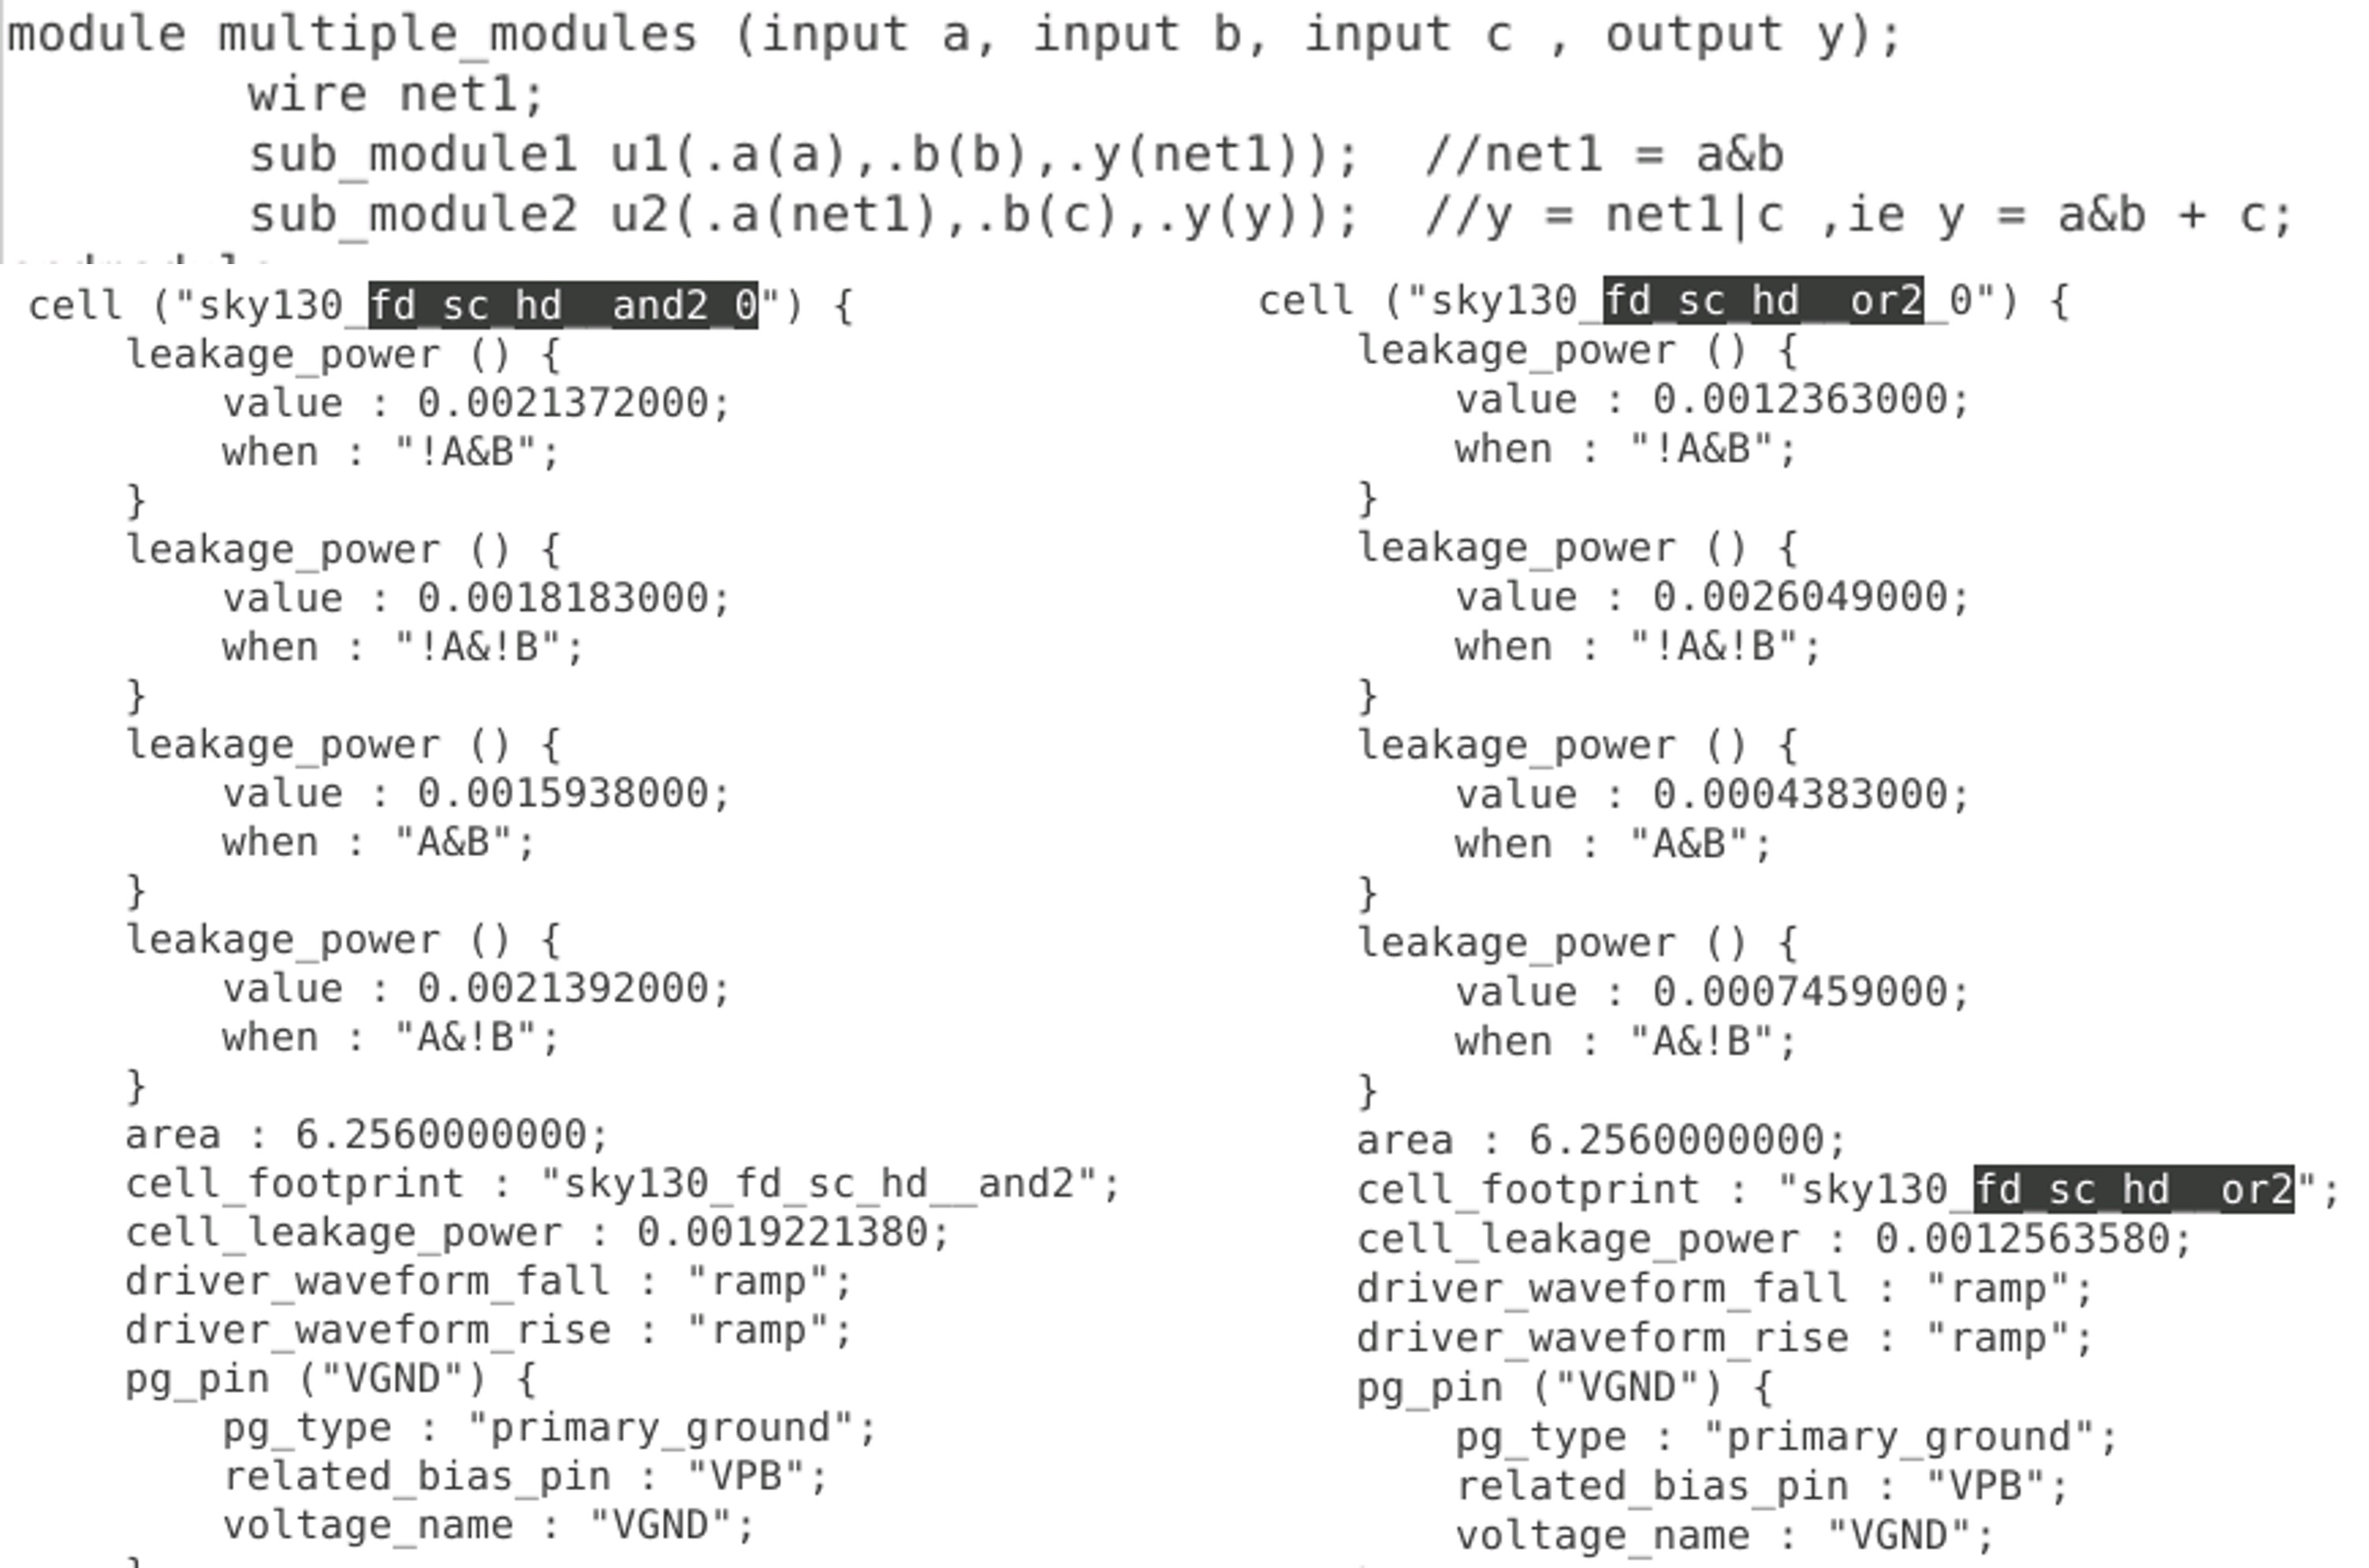 module multiple_modules (input a, input b, input c , output y);
wire net1;
sub_module1 u1(.a(a),.b(b),.y(net1)); //net1 = a&b
sub_module2 u2(.a(net1),.b(c),.y(y)); //y = net1|c ,ie y = a&b + c;
cell ("sky130_fd_sc_hd__and2_0") {
leakage_power () {
value : 0.0021372000;
when : "!A&B";
}
leakage_power () {
value : 0.0018183000;
when : "!A&!B";
}
leakage_power () {
value : 0.0015938000;
when : "A&B";
}
leakage_power () {
value : 0.0021392000;
when : "A&!B";
}
area : 6.2560000000;
cell_footprint : "sky130_fd_sc_hd__and2";
cell_leakage_power : 0.0019221380;
driver_waveform_fall : "ramp";
driver_waveform_rise : "ramp";
pg_pin ("VGND") {
pg_type : "primary_ground";
related_bias_pin : "VPB";
voltage_name : "VGND";
cell ("sky130_fd_sc_hd__or2_0") {
leakage_power () {
value : 0.0012363000;
when : "!A&B";
}
leakage_power () {
value : 0.0026049000;
when : "!A&!B";
}
leakage_power () {
value : 0.0004383000;
when : "A&B";
}
leakage_power () {
value : 0.0007459000;
when : "A&!B";
}
area : 6.2560000000;
cell_footprint : "sky130_fd_sc_hd__or2";
cell_leakage_power : 0.0012563580;
driver_waveform_fall : "ramp";
driver_waveform_rise : "ramp";
pg_pin ("VGND") {
pg_type : "primary_ground";
related_bias_pin : "VPB";
voltage_name : "VGND";